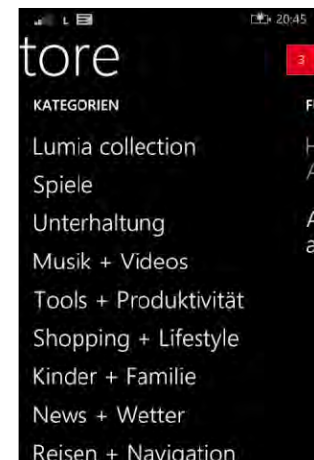 L 20:45
tore
3
KATEGORIEN
Lumia collection
Spiele
Unterhaltung
Musik + Videos
Tools + Produktivität
Shopping + Lifestyle
Kinder + Familie
News + Wetter
Reisen + Navigation